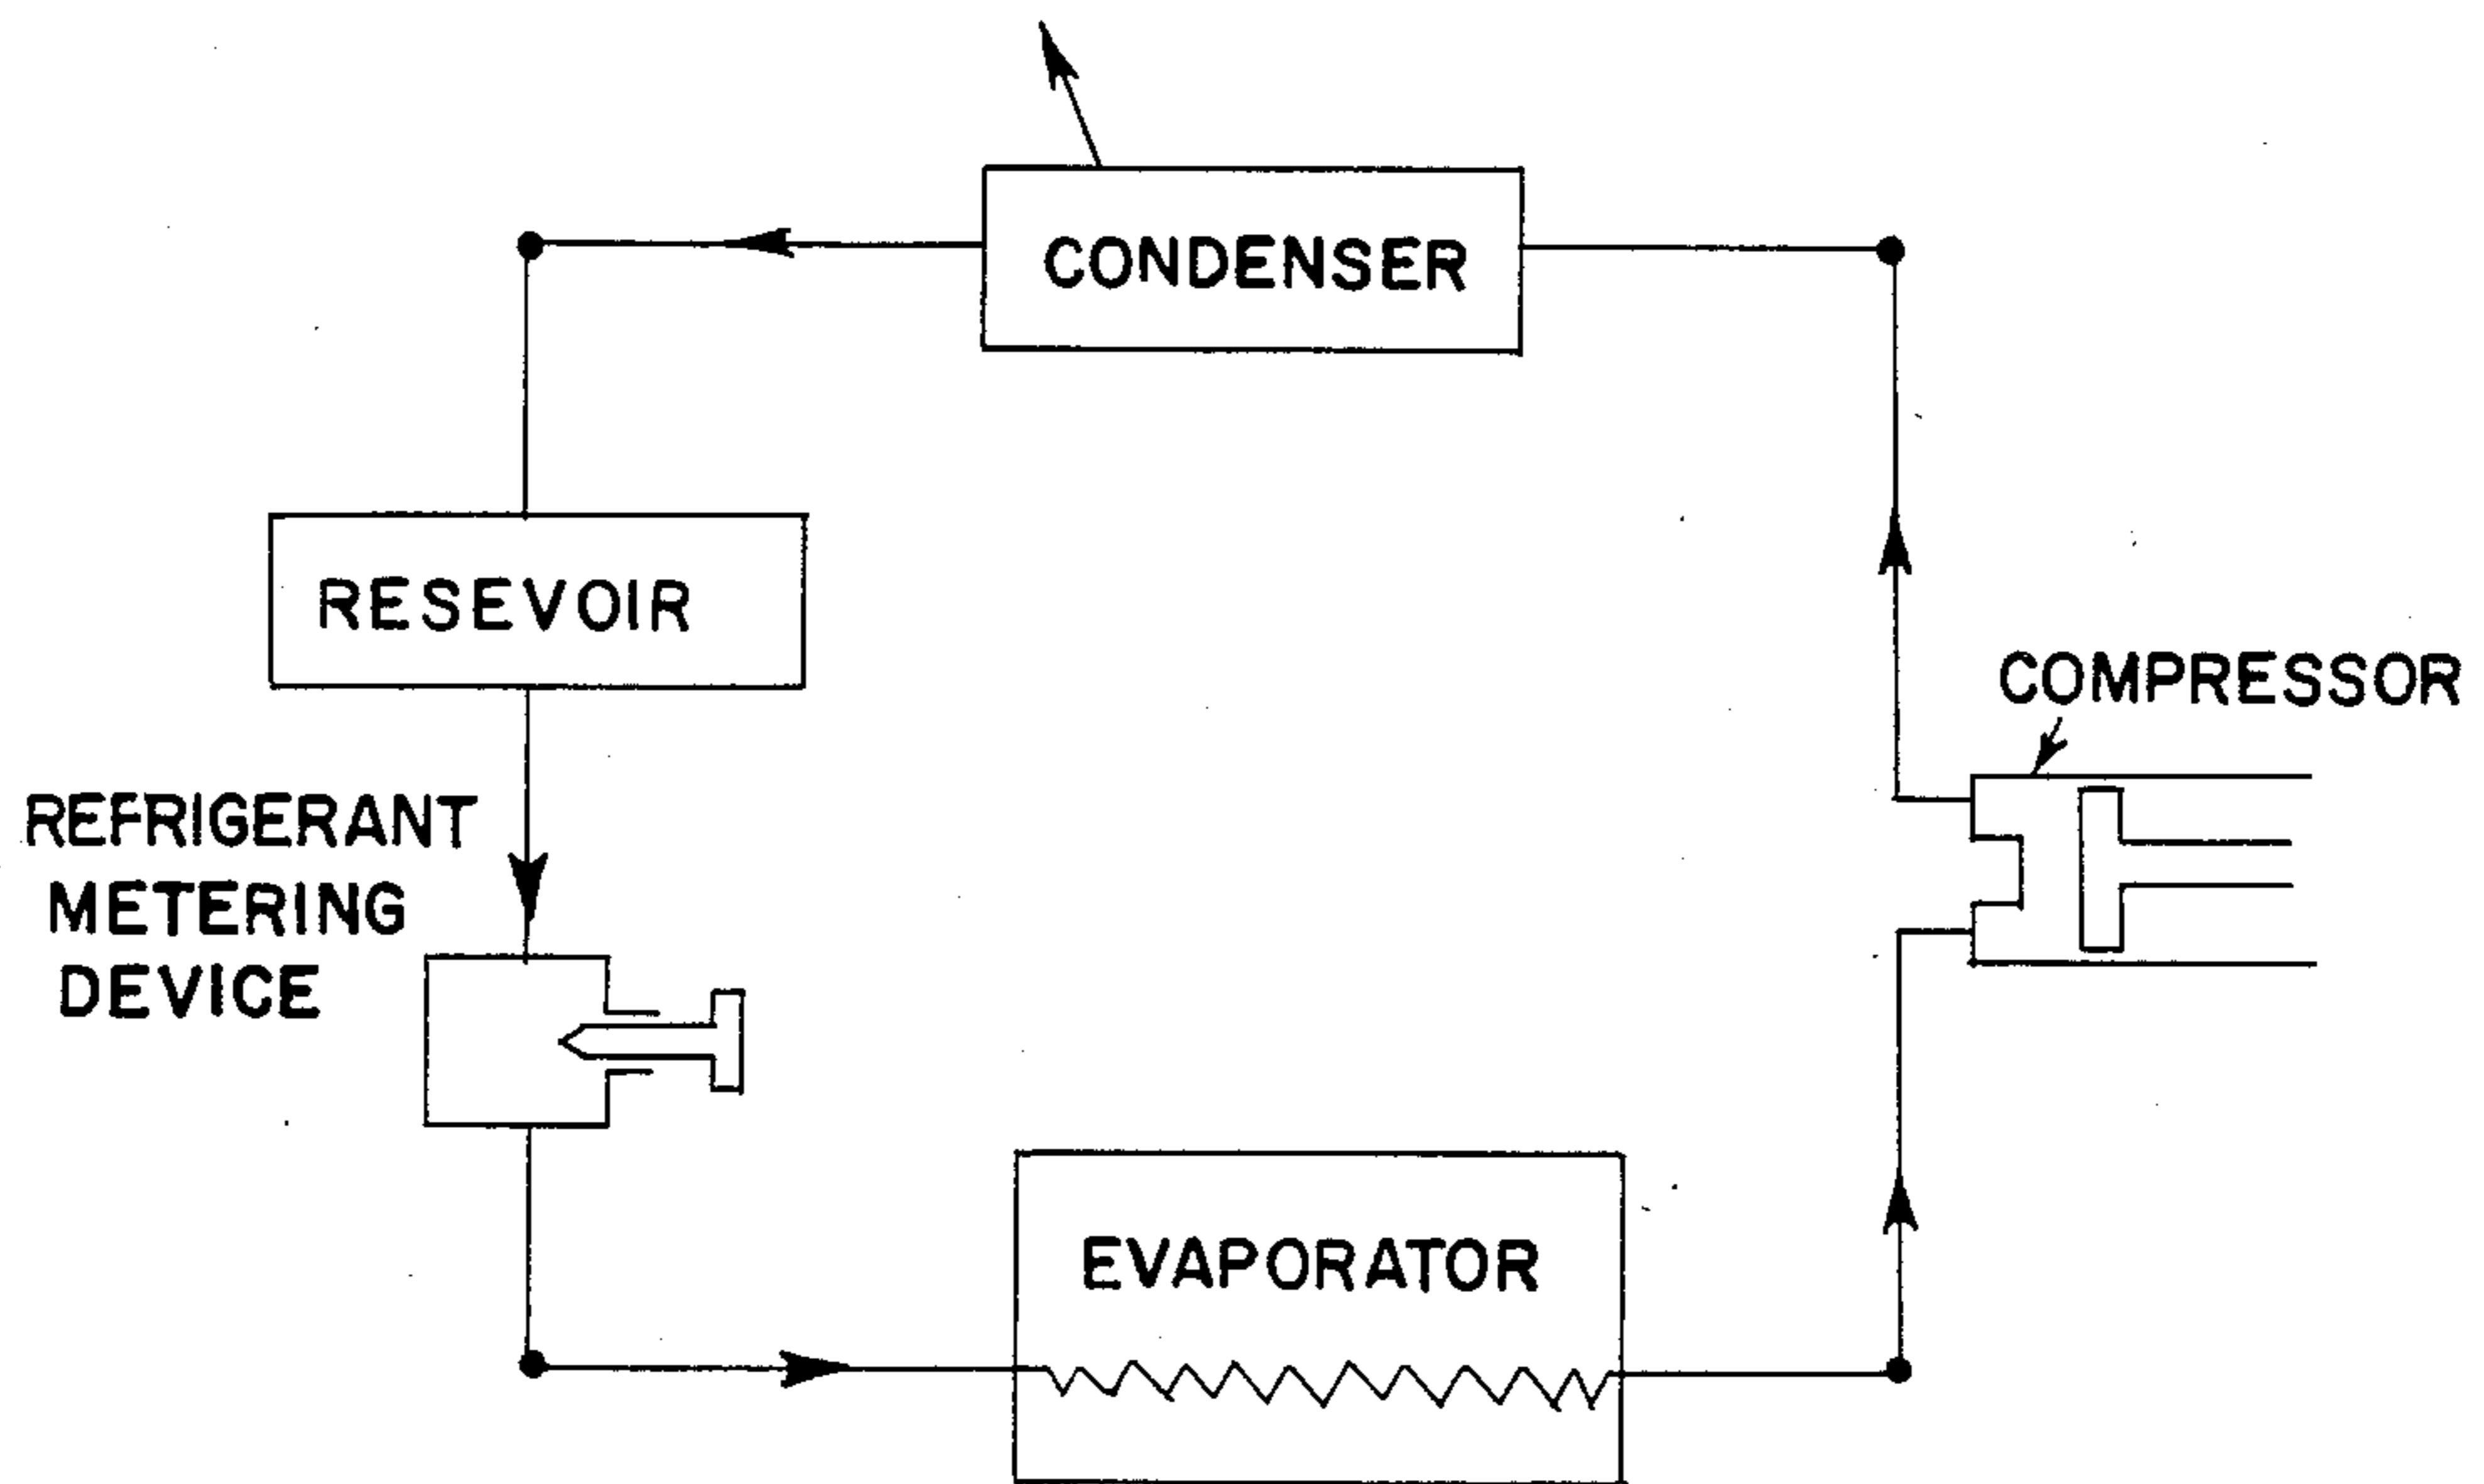 CONDENSER
RESEVOIR
COMPRESSOR
REFRIGERANT
METERING
DEVICE
EVAPORATOR